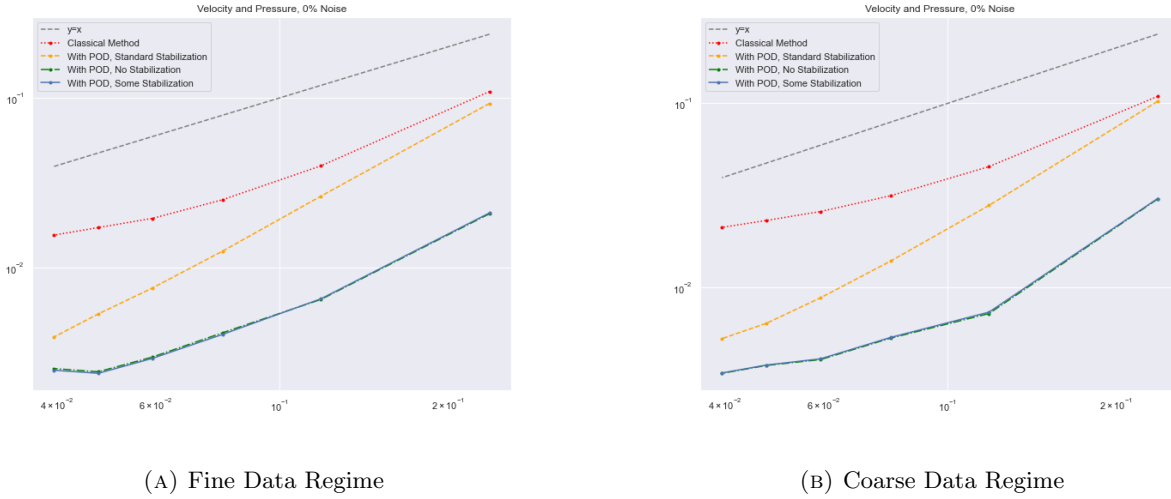 Velocity and Pressure, 0% Noise
y=x
Classical Method
With POD, Standard Stabilization
With POD, No Stabilization
With POD, Some Stabilization
10⁻¹
10⁻²
4 × 10⁻²
6 × 10⁻²
10⁻¹
2 × 10⁻¹
(A) Fine Data Regime
Velocity and Pressure, 0% Noise
y=x
Classical Method
With POD, Standard Stabilization
With POD, No Stabilization
With POD, Some Stabilization
10⁻¹
10⁻²
4 × 10⁻²
6 × 10⁻²
10⁻¹
2 × 10⁻¹
(B) Coarse Data Regime